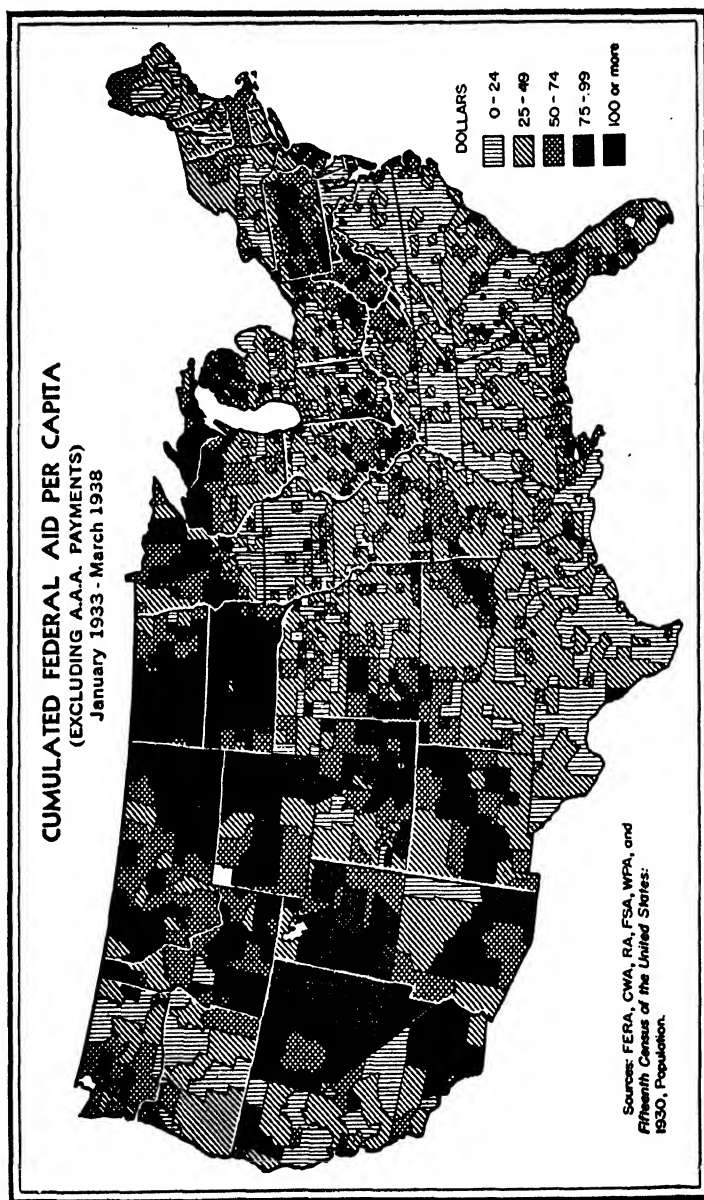 CUMULATED FEDERAL AID PER CAPITA
(EXCLUDING A.A.A. PAYMENTS)
January 1933 - March 1938
DOLLARS
0 - 24
25 - 49
50 - 74
75 -.99
100 or more
Sources: FERA, CWA, RA, FSA, WPA, and
Fifteenth Census of the United States:
1930, Population.